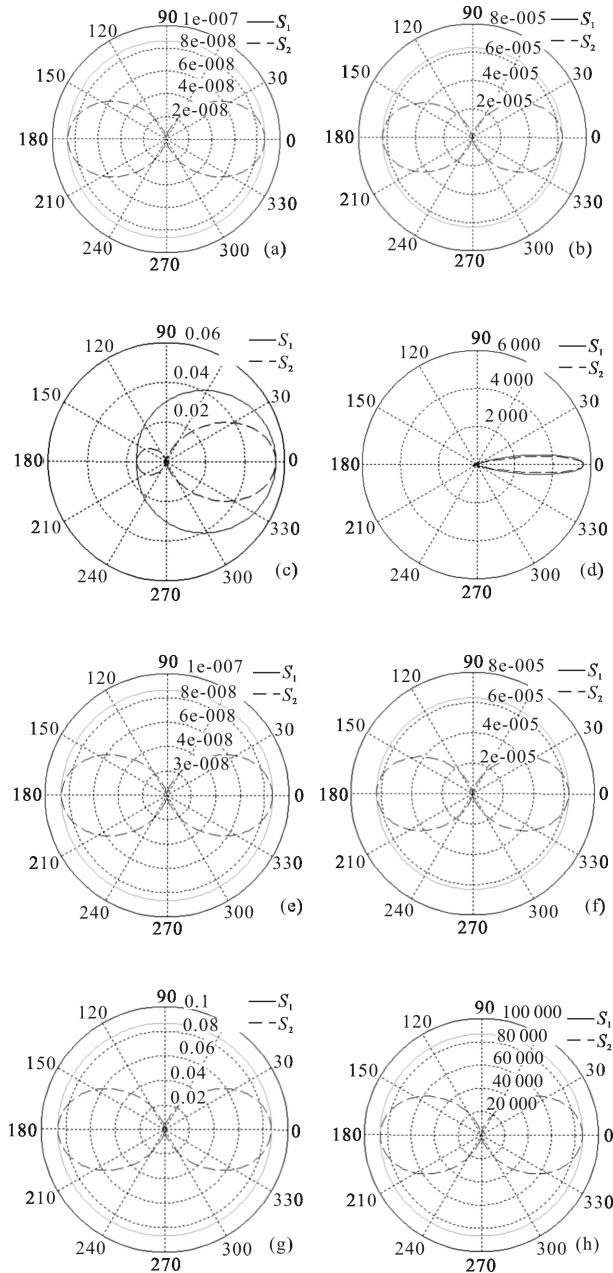 90 1e-007 — S₁
120 8e-008 -- S₂
150 6e-008 30
4e-008
2e-008
180 0
210 330
240 300 (a)
270
90 8e-005 — S₁
120 6e-005 -- S₂
150 4e-005 30
2e-005
180 0
210 330
240 300 (b)
270
90 0.06 — S₁
120 0.04 -- S₂
150 0.02 30
180 0
210 330
240 300 (c)
270
90 6 000 — S₁
120 4 000 -- S₂
150 2 000 30
180 0
210 330
240 300 (d)
270
90 1e-007 — S₁
120 8e-008 -- S₂
150 6e-008 30
4e-008
3e-008
180 0
210 330
240 300 (e)
270
90 8e-005 — S₁
120 6e-005 -- S₂
150 4e-005 30
2e-005
180 0
210 330
240 300 (f)
270
90 0.1 — S₁
120 0.08 -- S₂
150 0.06 30
0.04
0.02
180 0
210 330
240 300 (g)
270
90 100 000 — S₁
120 80 000 -- S₂
150 60 000 30
40 000
20 000
180 0
210 330
240 300 (h)
270